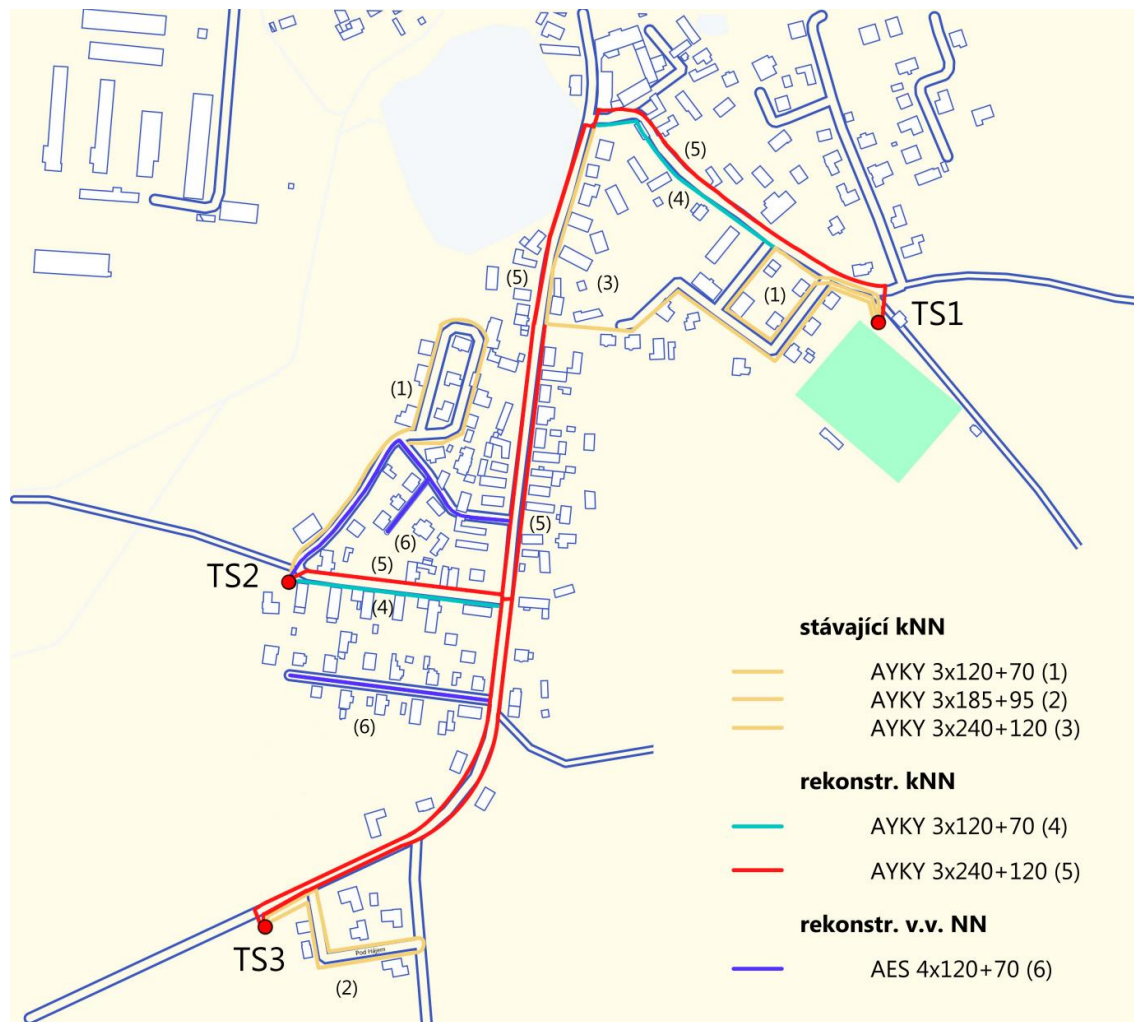 (5)
(4)
(5)
(3)
(1)
TS1
(1)
(5)
(6)
(5)
TS2
(4)
stávající kNN
AYKY 3x120+70 (1)
AYKY 3x185+95 (2)
(6)
AYKY 3x240+120 (3)
rekonstr. kNN
AYKY 3x120+70 (4)
AYKY 3x240+120 (5)
rekonstr. v.v. NN
Pod Hájem
TS3
AES 4x120+70 (6)
(2)